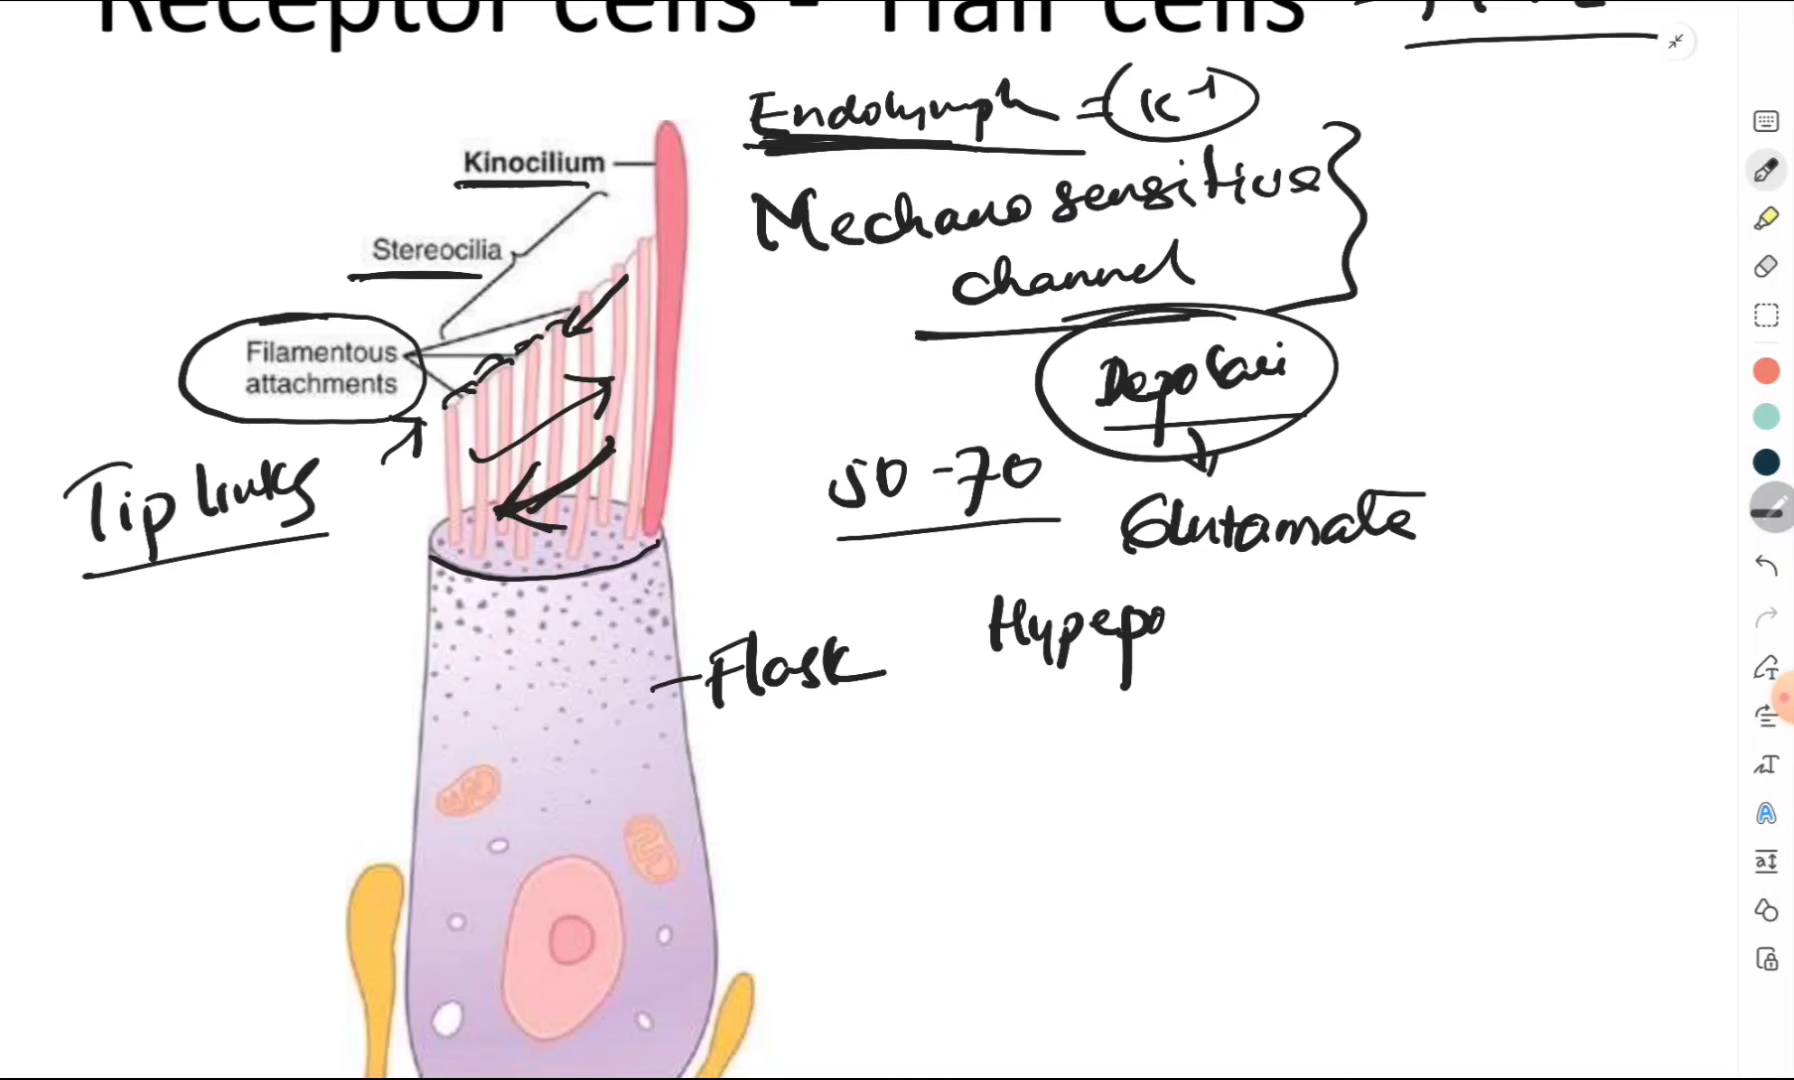 Receptor cells - Hair cells
Endolymph = K+
Kinocilium
Mechano sensitive
channel
Stereocilia
Filamentous
attachments
Depolari
50-70
Tip links
Glutamate
Hypepo
Flask